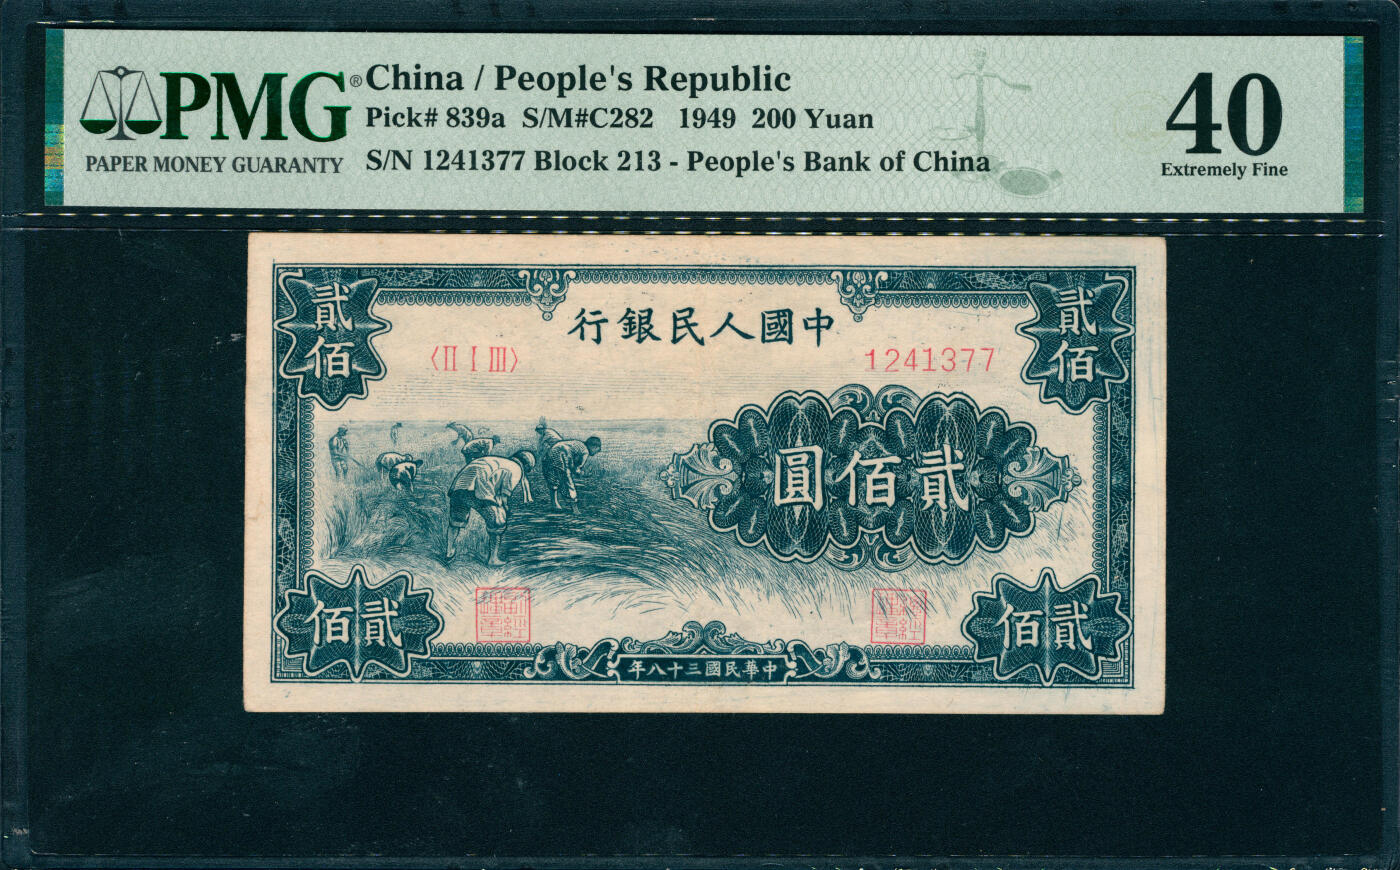 PMG®
PAPER MONEY GUARANTY
China / People's Republic
Pick# 839a S/M#C282 1949 200 Yuan
S/N 1241377 Block 213 - People's Bank of China
40
Extremely Fine
貳佰
貳佰
行銀民人國中
〈II I III〉
1241377
圓佰貳
佰貳
佰貳
年八十三國民華中